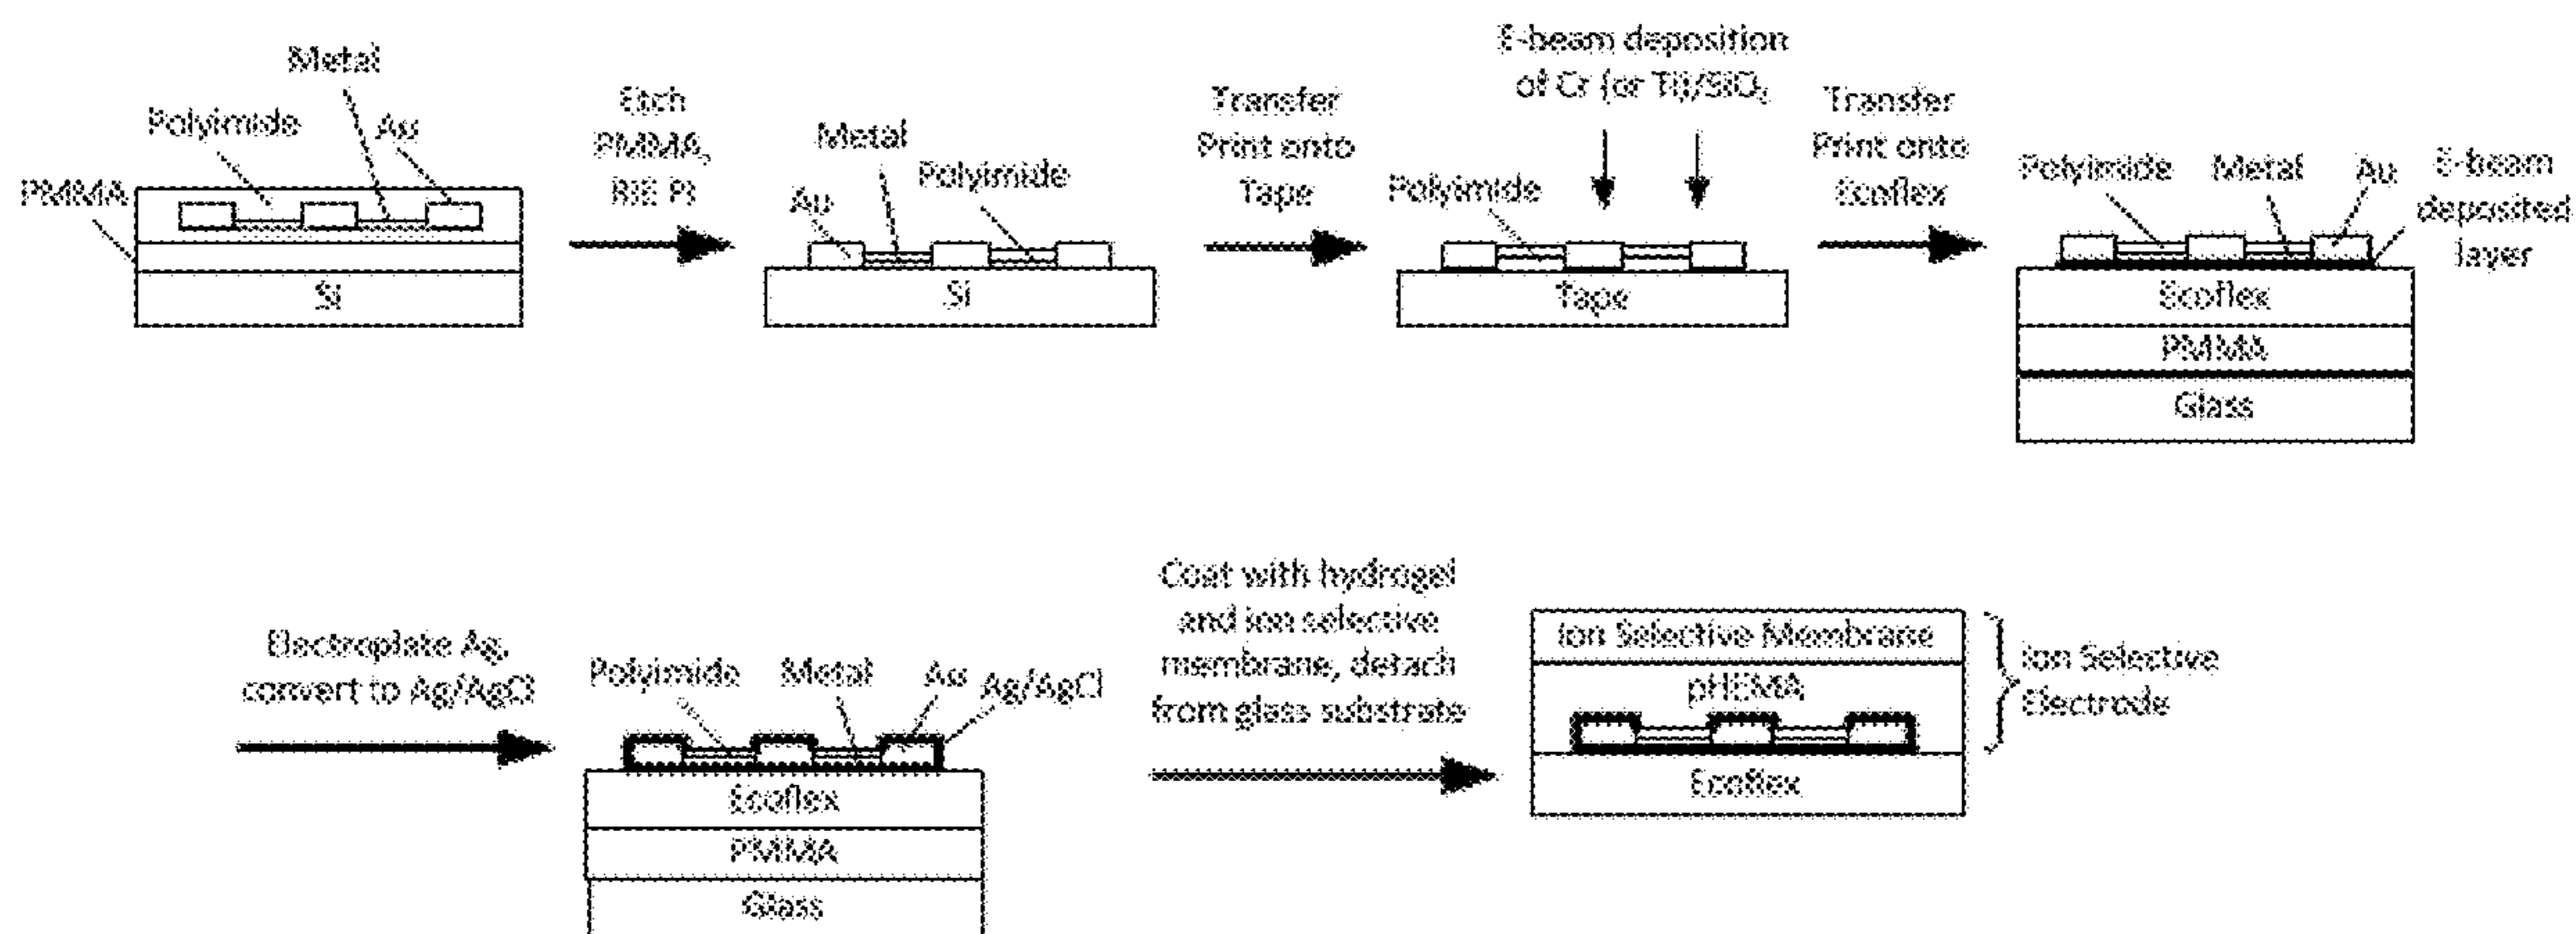 Metal
Polyimide
Au
PMMA
Si
Etch
PMMA,
RIE PI
Metal
Polyimide
Au
Si
Transfer
Print onto
Tape
E-beam deposition
of Cr (or Ti)/SiO₂
Polyimide
Tape
Transfer
Print onto
Ecoflex
Polyimide
Metal
Au
E-beam
deposited
layer
Ecoflex
PMMA
Glass
Electroplate Ag,
convert to Ag/AgCl
Polyimide
Metal
Au
Ag/AgCl
Ecoflex
PMMA
Glass
Coat with hydrogel
and ion selective
membrane, detach
from glass substrate
Ion Selective Membrane
pHEMA
Ecoflex
Ion Selective
Electrode